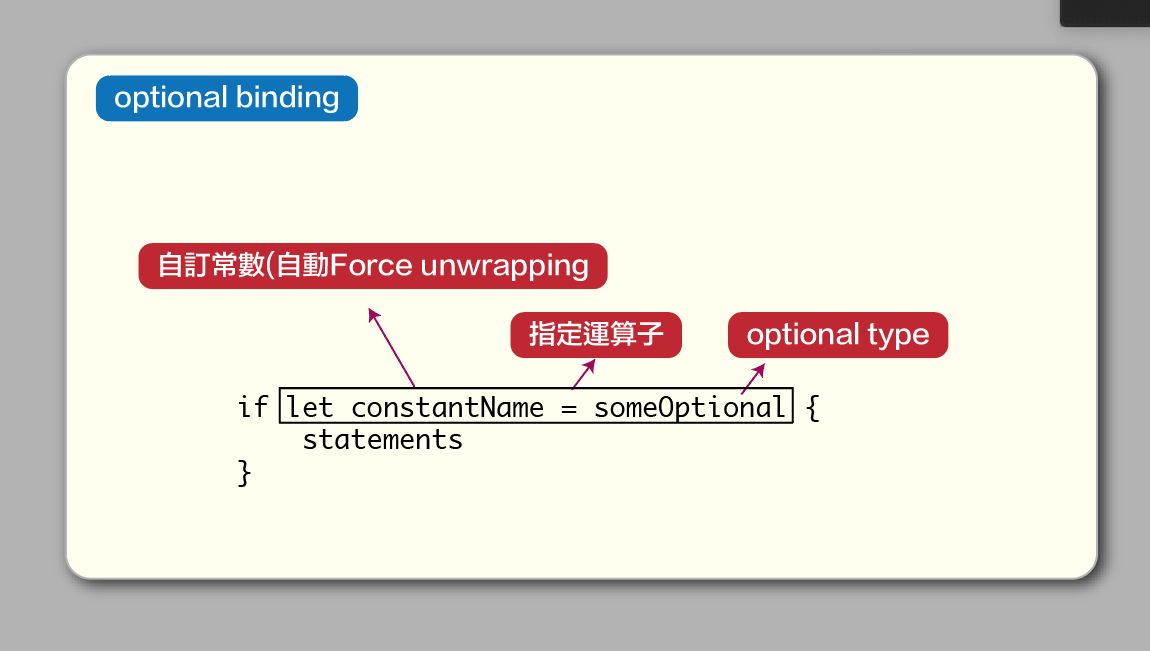 optional binding
自訂常數(自動Force unwrapping
指定運算子
optional type
if let constantName = someOptional {
statements
}